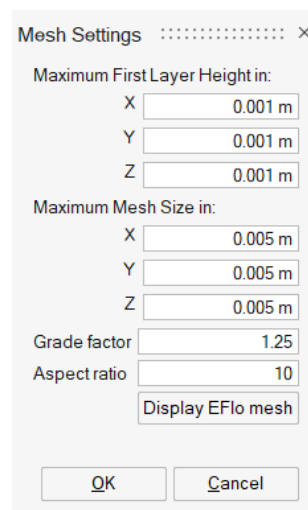 Mesh Settings
Maximum First Layer Height in:
X 0.001 m
Y 0.001 m
Z 0.001 m
Maximum Mesh Size in:
X 0.005 m
Y 0.005 m
Z 0.005 m
Grade factor 1.25
Aspect ratio 10
Display EFlo mesh
OK Cancel